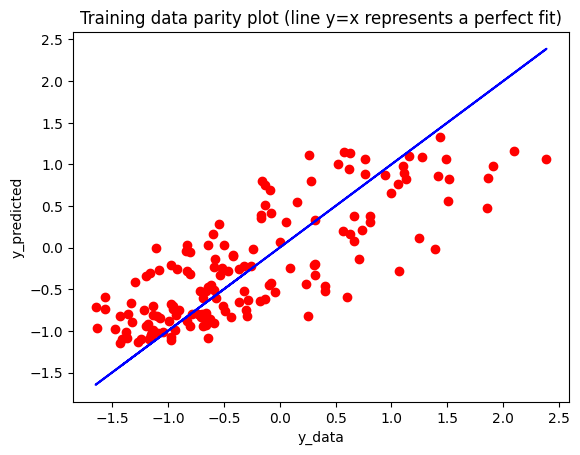 Training data parity plot (line y=x represents a perfect fit)
2.5
2.0
1.5
1.0
0.5
0.0
−0.5
−1.0
−1.5
y_predicted
−1.5 −1.0 −0.5 0.0 0.5 1.0 1.5 2.0 2.5
y_data